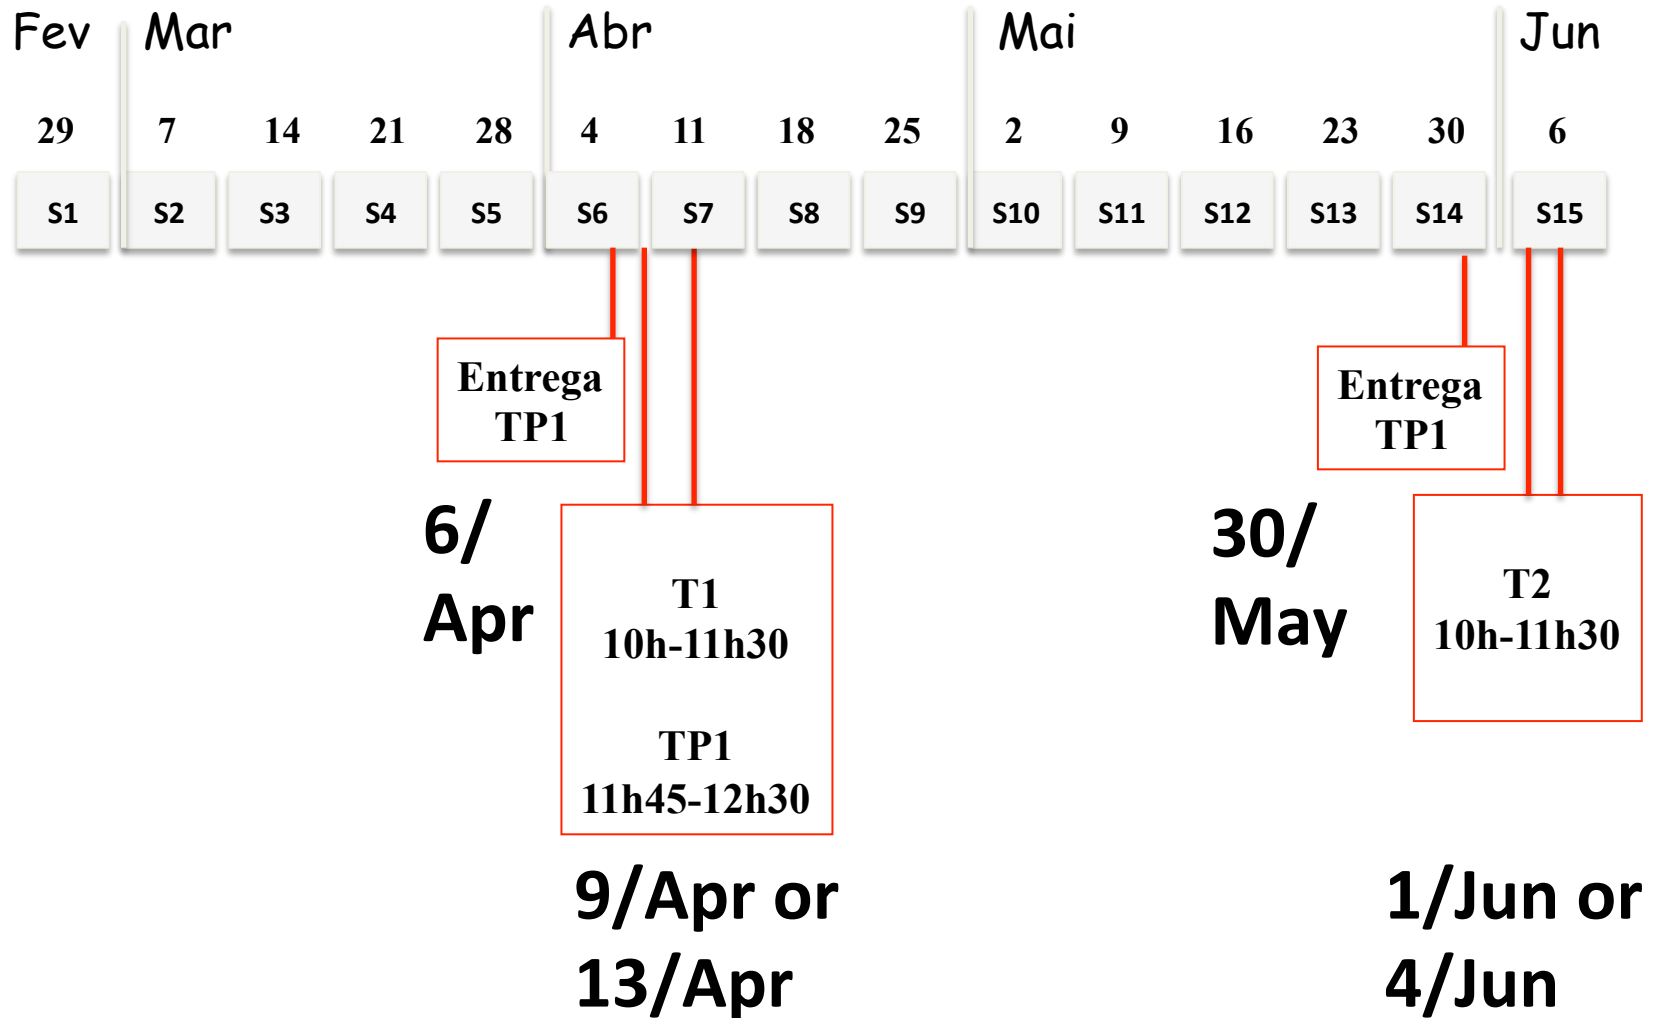 Fev Mar Abr Mai Jun
29 7 14 21 28 4 11 18 25 2 9 16 23 30 6
S1 S2 S3 S4 S5 S6 S7 S8 S9 S10 S11 S12 S13 S14 S15
Entrega
TP1
6/
Apr
T1
10h-11h30
TP1
11h45-12h30
9/Apr or
13/Apr
Entrega
TP1
30/
May
T2
10h-11h30
1/Jun or
4/Jun